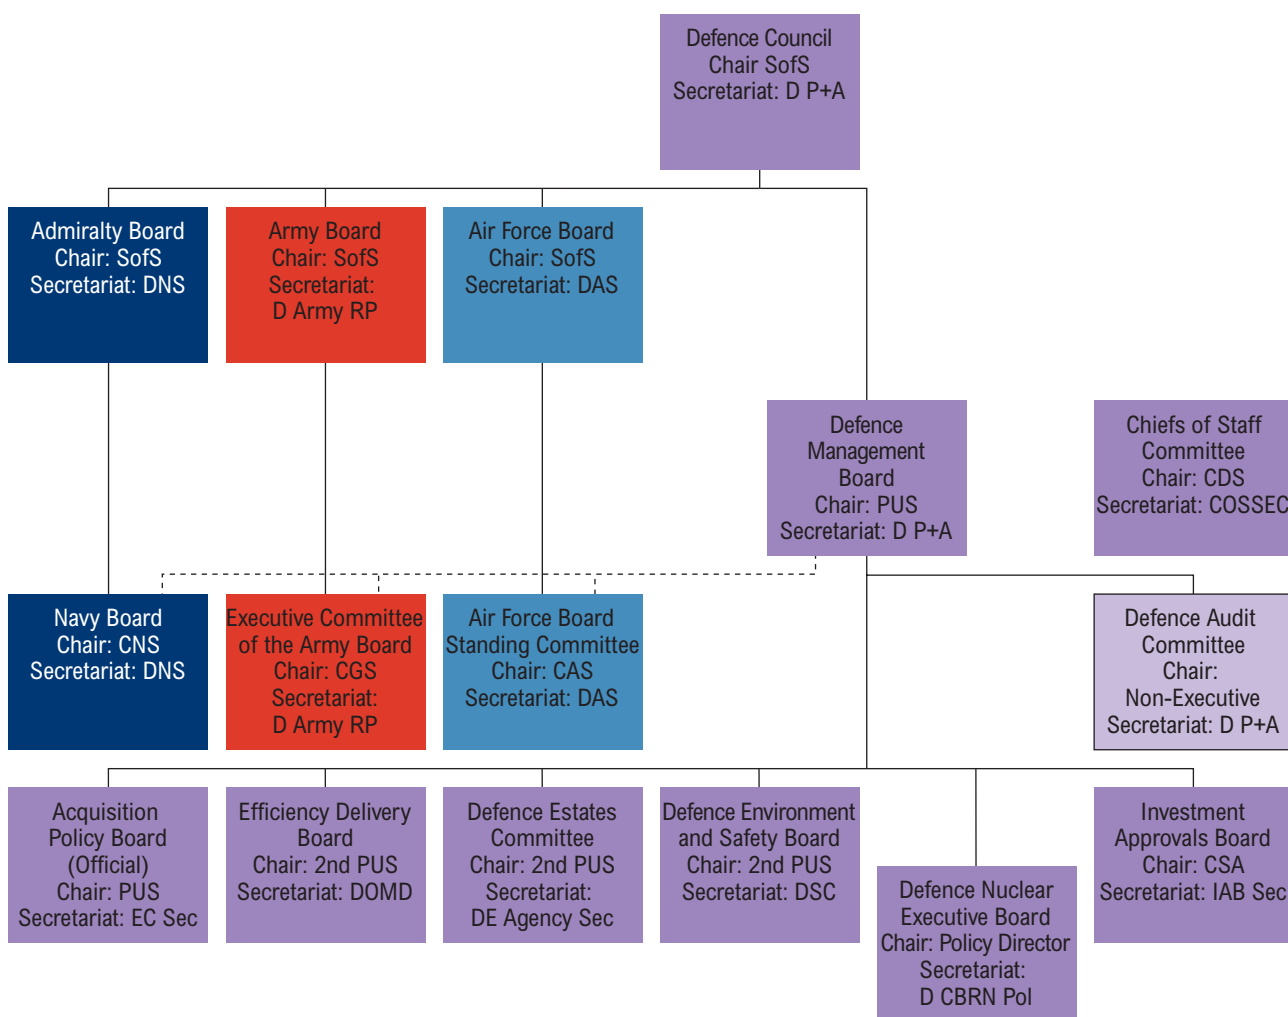 Defence Council
Chair SofS
Secretariat: D P+A
Admiralty Board
Chair: SofS
Secretariat: DNS
Army Board
Chair: SofS
Secretariat:
D Army RP
Air Force Board
Chair: SofS
Secretariat: DAS
Defence
Management
Board
Chair: PUS
Secretariat: D P+A
Chiefs of Staff
Committee
Chair: CDS
Secretariat: COSSEC
Navy Board
Chair: CNS
Secretariat: DNS
Executive Committee
of the Army Board
Chair: CGS
Secretariat:
D Army RP
Air Force Board
Standing Committee
Chair: CAS
Secretariat: DAS
Defence Audit
Committee
Chair:
Non-Executive
Secretariat: D P+A
Acquisition
Policy Board
(Official)
Chair: PUS
Secretariat: EC Sec
Efficiency Delivery
Board
Chair: 2nd PUS
Secretariat: DOMD
Defence Estates
Committee
Chair: 2nd PUS
Secretariat:
DE Agency Sec
Defence Environment
and Safety Board
Chair: 2nd PUS
Secretariat: DSC
Defence Nuclear
Executive Board
Chair: Policy Director
Secretariat:
D CBRN Pol
Investment
Approvals Board
Chair: CSA
Secretariat: IAB Sec